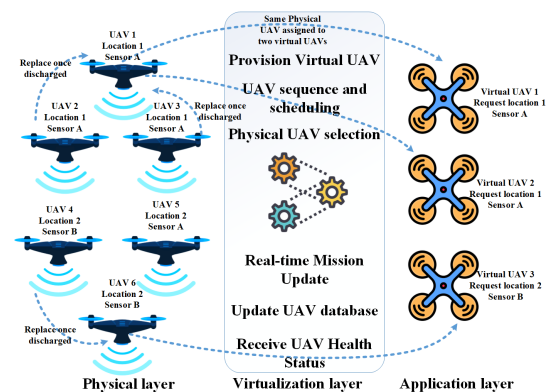 UAV 1
Location 1
Sensor A
Replace once
discharged
UAV 2
Location 1
Sensor A
UAV 3
Location 1
Sensor A
Replace once
discharged
UAV 4
Location 2
Sensor B
UAV 5
Location 2
Sensor A
UAV 6
Location 2
Sensor B
Replace once
discharged
Physical layer
Same Physical
UAV assigned to
two virtual UAVs
Provision Virtual UAV
UAV sequence and
scheduling
Physical UAV selection
Real-time Mission
Update
Update UAV database
Receive UAV Health
Status
Virtualization layer
Virtual UAV 1
Request location 1
Sensor A
Virtual UAV 2
Request location 1
Sensor A
Virtual UAV 3
Request location 2
Sensor B
Application layer